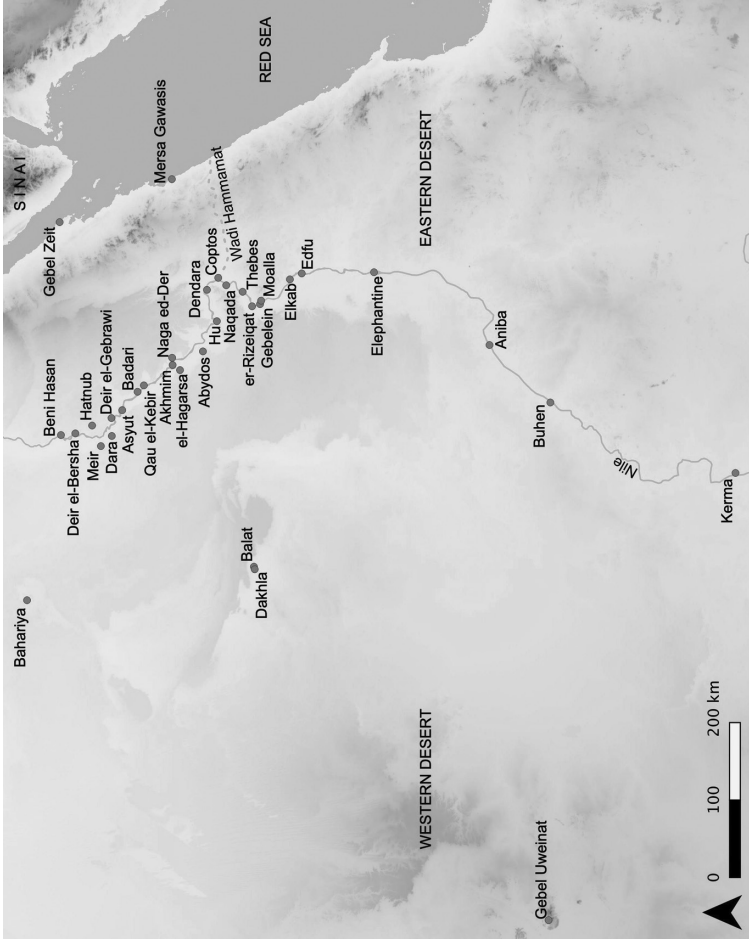 SINAI
RED SEA
Gebel Zeit
Mersa Gawasis
Wadi Hammamat
EASTERN DESERT
Beni Hasan
Deir el-Bersha
Hatnub
Meir
Deir el-Gebrawi
Dara
Asyut
Badari
Qau el-Kebir
Naga ed-Der
Akhmim
el-Hagarsa
Abydos
Dendara
Hu
Coptos
Naqada
Thebes
er-Rizeiqat
Moalla
Gebelein
Elkab
Edfu
Elephantine
Aniba
Buhen
Nile
Kerma
Bahariya
Balat
Dakhla
WESTERN DESERT
Gebel Uweinat
0 100 200 km